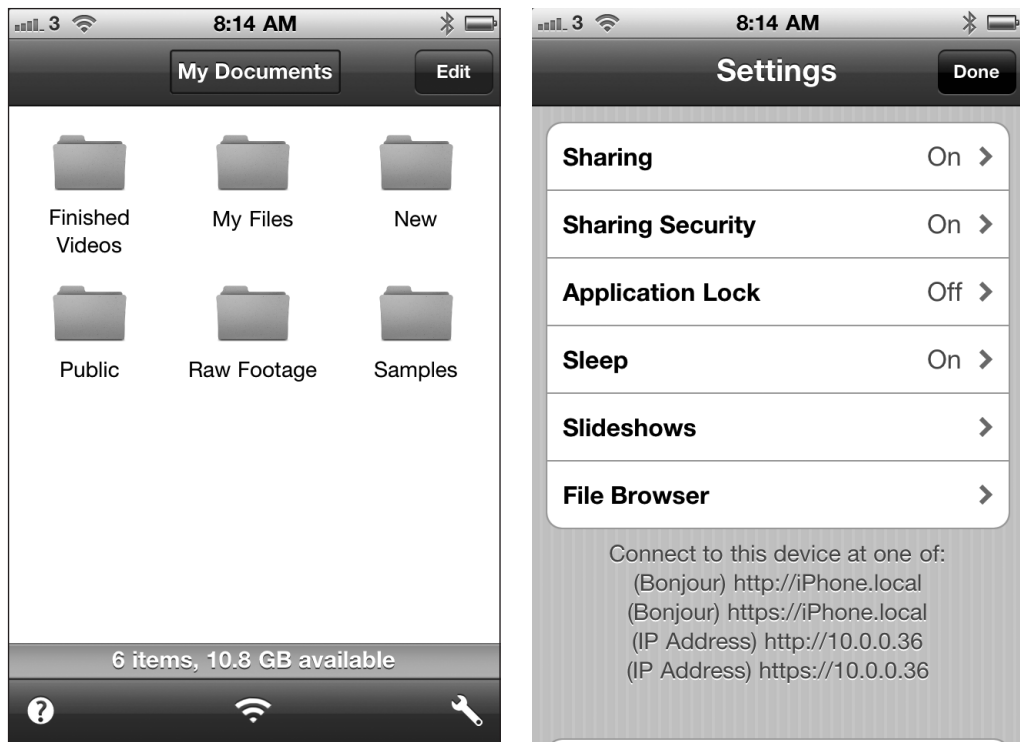 3 8:14 AM
My Documents Edit
Finished Videos
My Files
New
Public
Raw Footage
Samples
6 items, 10.8 GB available
?
3 8:14 AM
Settings Done
Sharing On
Sharing Security On
Application Lock Off
Sleep On
Slideshows
File Browser
Connect to this device at one of:
(Bonjour) http://iPhone.local
(Bonjour) https://iPhone.local
(IP Address) http://10.0.0.36
(IP Address) https://10.0.0.36